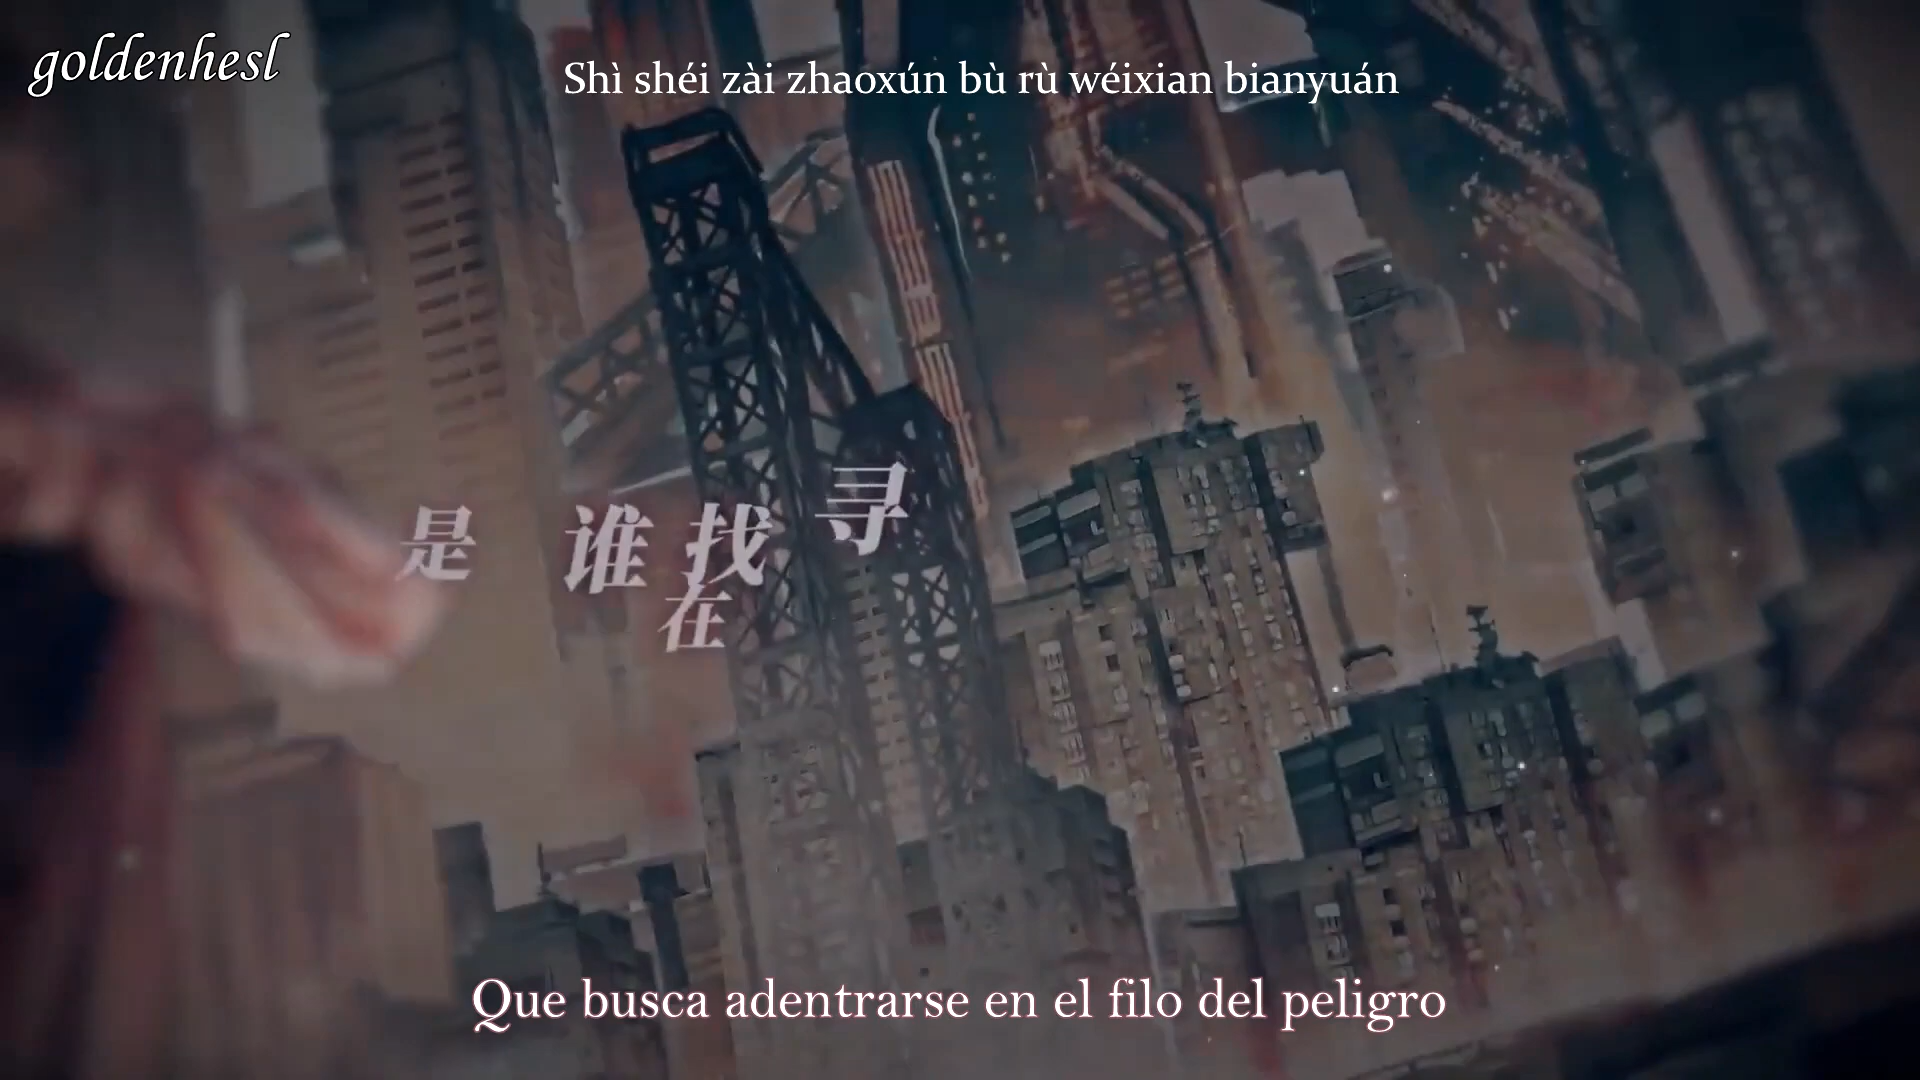 goldenhesl
Shì shéi zài zhaoxún bù rù wéixian bianyuán
是 谁 在 找 寻
Que busca adentrarse en el filo del peligro